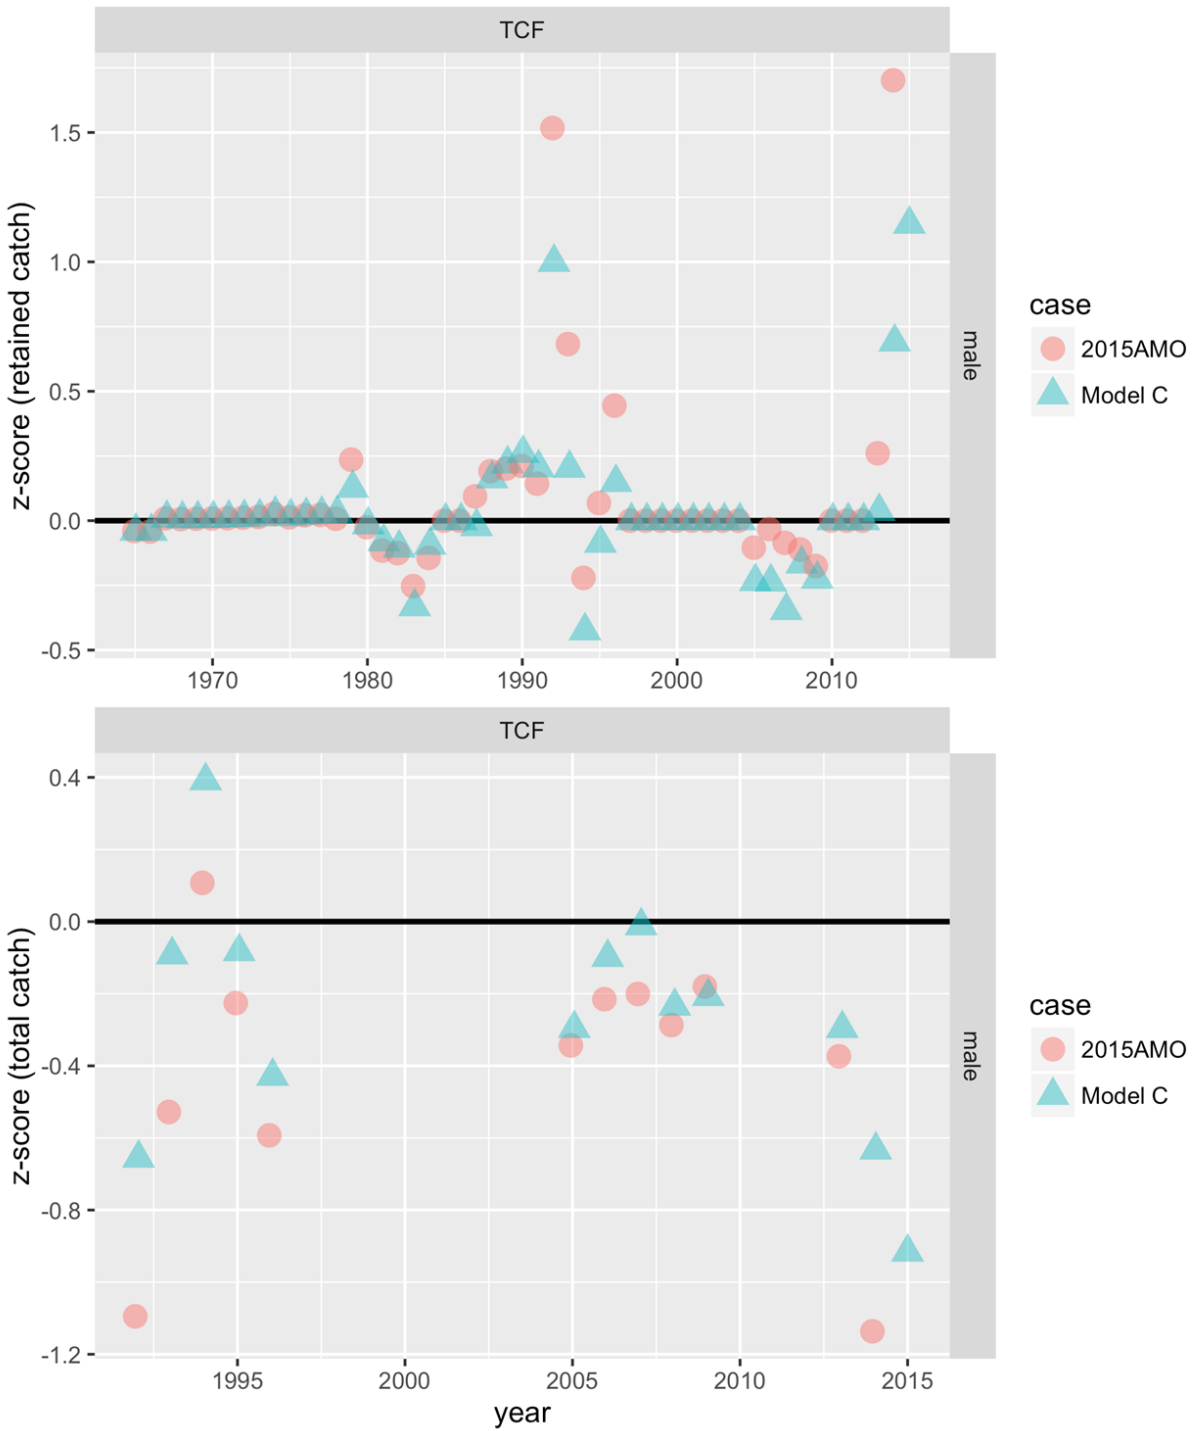 TCF
1.5
1.0
0.5
0.0
-0.5
z-score (retained catch)
male
1970 1980 1990 2000 2010
case
2015AMO
Model C
TCF
0.4
0.0
-0.4
-0.8
-1.2
z-score (total catch)
male
1995 2000 2005 2010 2015
year
case
2015AMO
Model C